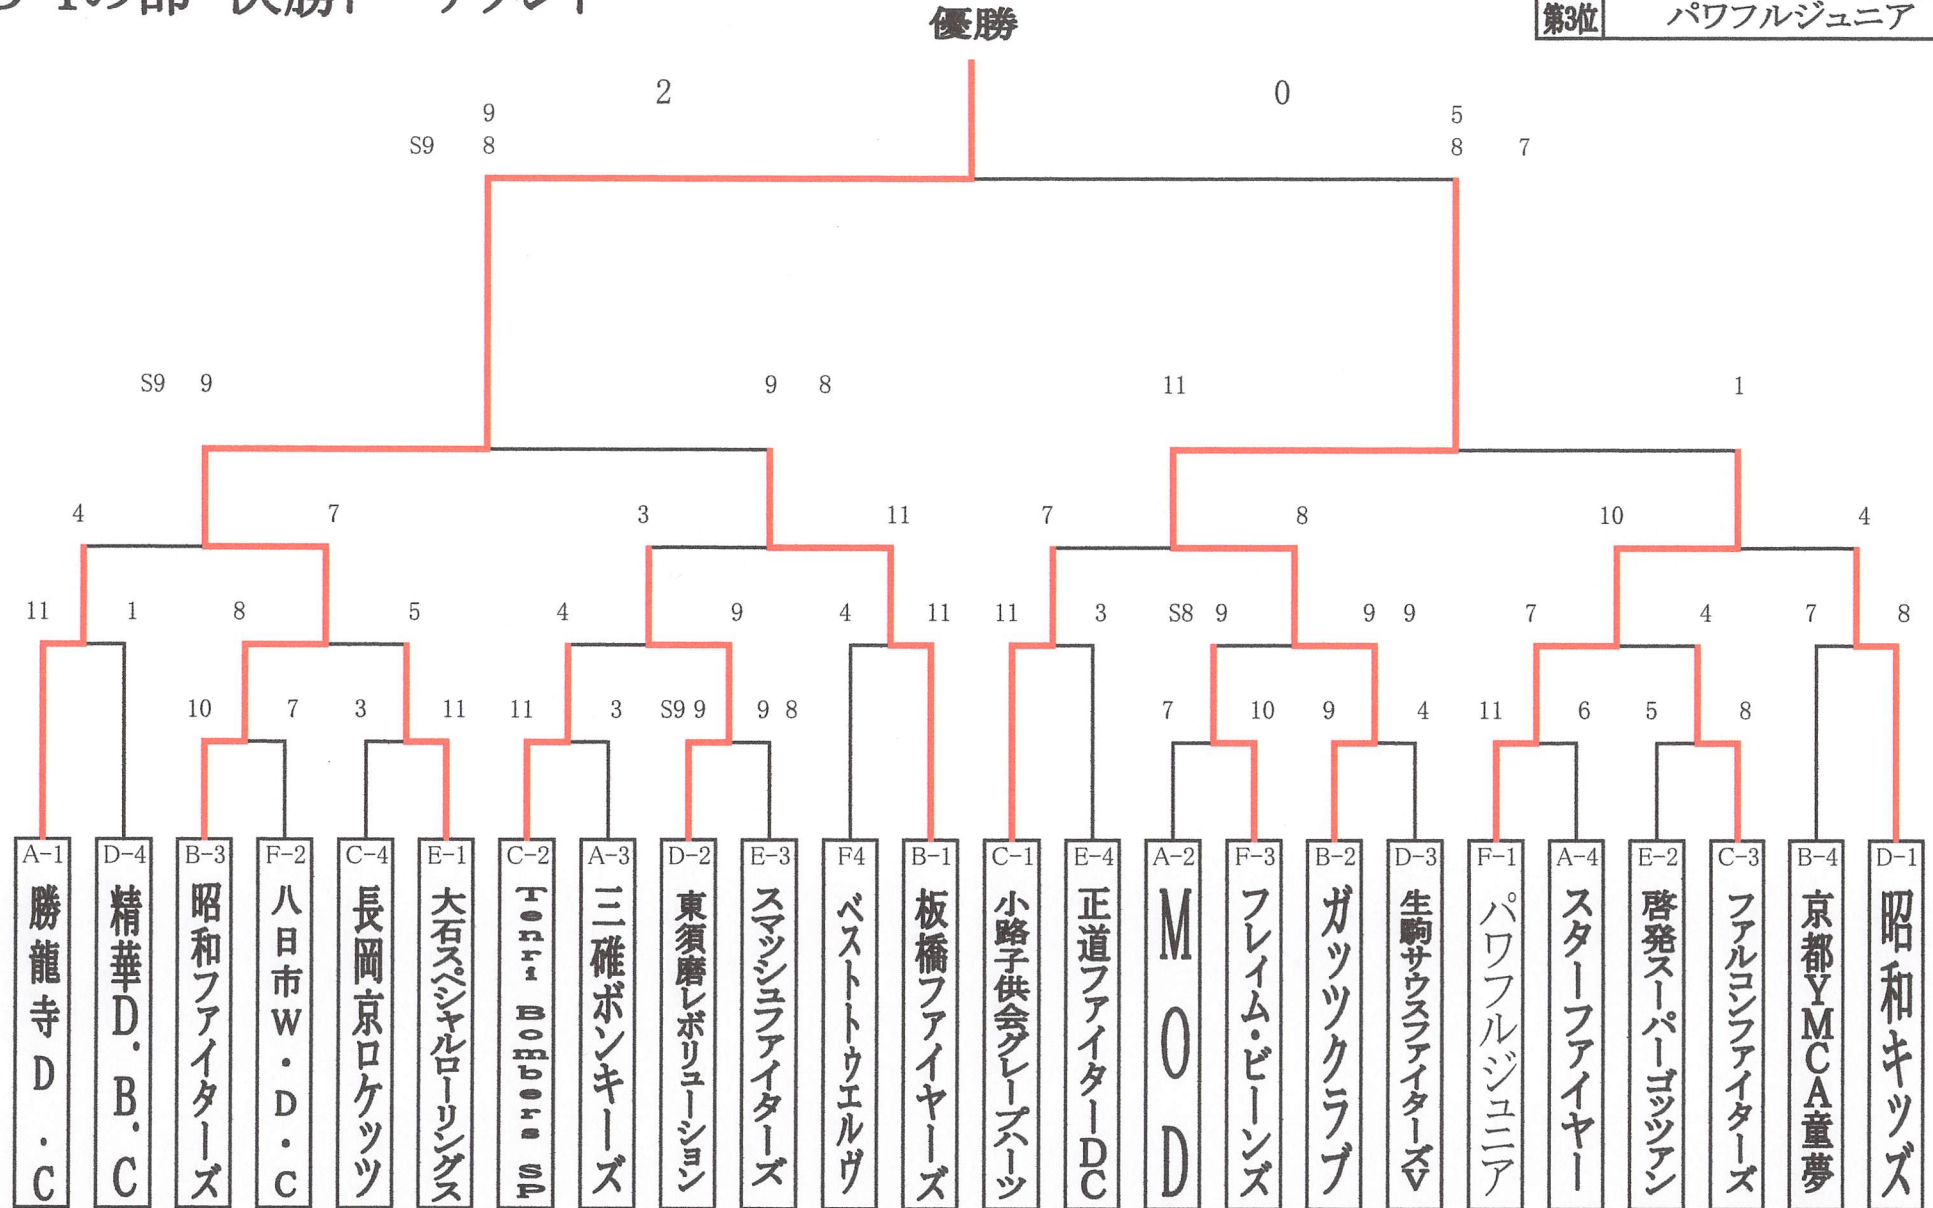 の部 決勝トーナメント
優勝
第3位 パワフルジュニア
2 0
9 5
S9 8 8 7
S9 9 9 8 11 1
4 7 3 11 7 8 10 4
11 1 8 5 4 9 4 11 11 3 S8 9 9 9 7 4 7 8
10 7 3 11 11 3 S9 9 9 8 7 10 9 4 11 6 5 8
A-1 D-4 B-3 F-2 C-4 E-1 C-2 A-3 D-2 E-3 F4 B-1 C-1 E-4 A-2 F-3 B-2 D-3 F-1 A-4 E-2 C-3 B-4 D-1
勝龍寺D.C
精華D.B.C
昭和ファイターズ
八日市W・D・C
長岡京ロケッツ
大石スペシャルローリングス
Tenri Bombers SP
三碓ボンキーズ
東須磨レボリューション
スマッシュファイターズ
ベストトゥエルヴ
板橋ファイヤーズ
小路子供会グレープハーツ
正道ファイターDC
MOD
フレイム・ビーンズ
ガッツクラブ
生駒サウスファイターズV
パワフルジュニア
スターファイヤー
啓発スーパーゴッツアン
ファルコンファイターズ
京都YMCA童夢
昭和キッズ